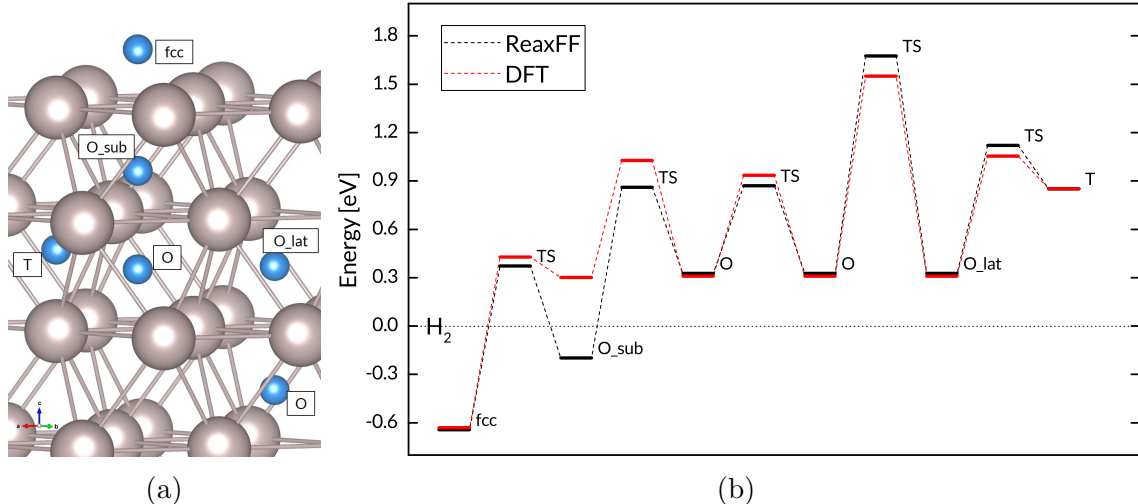 fcc
O_sub
O_lat
T
O
O
c
a
b
(a)
Energy [eV]
1.8
1.5
1.2
0.9
0.6
0.3
0.0
-0.3
-0.6
ReaxFF
DFT
H2
fcc
TS
O_sub
TS
O
TS
O
TS
O_lat
TS
T
(b)